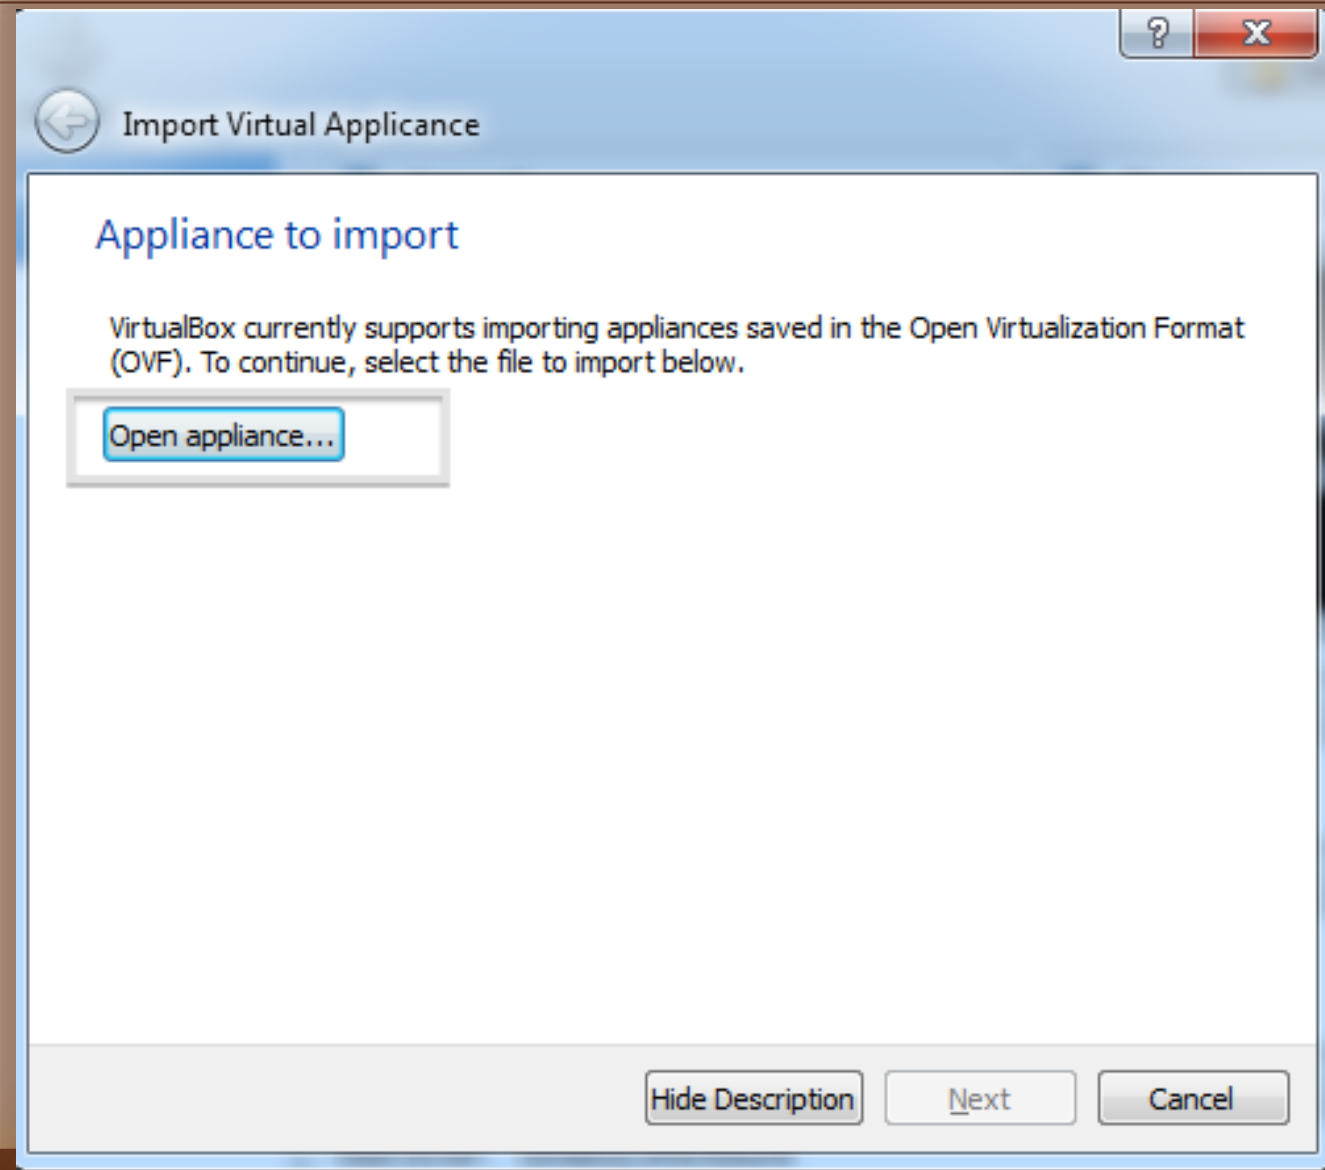 ?
X
Import Virtual Applicance
Appliance to import
VirtualBox currently supports importing appliances saved in the Open Virtualization Format
(OVF). To continue, select the file to import below.
Open appliance...
Hide Description Next Cancel